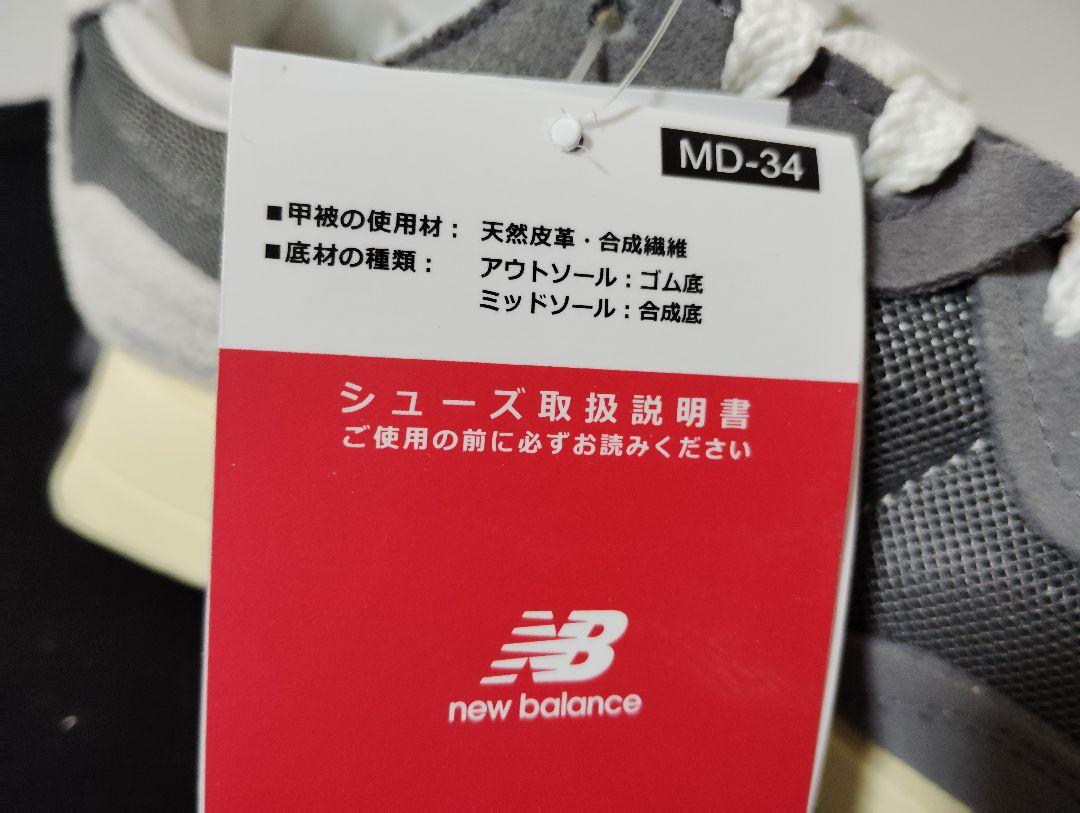 MD-34
■甲被の使用材： 天然皮革・合成繊維
■底材の種類： アウトソール：ゴム底
ミッドソール：合成底
シューズ取扱説明書
ご使用の前に必ずお読みください
NB
new balance